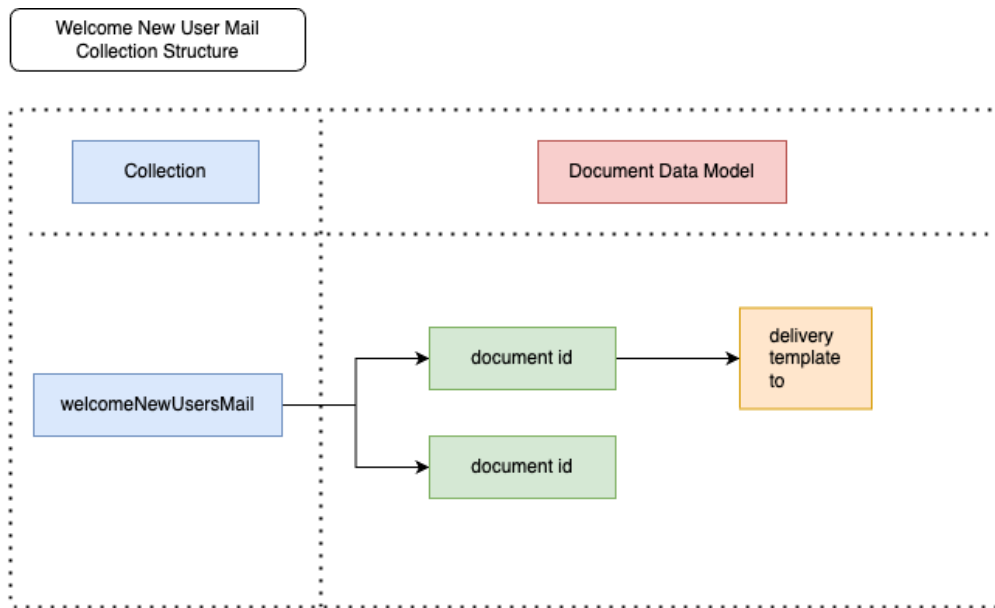 Welcome New User Mail
Collection Structure
Collection
Document Data Model
document id
delivery
template
to
welcomeNewUsersMail
document id